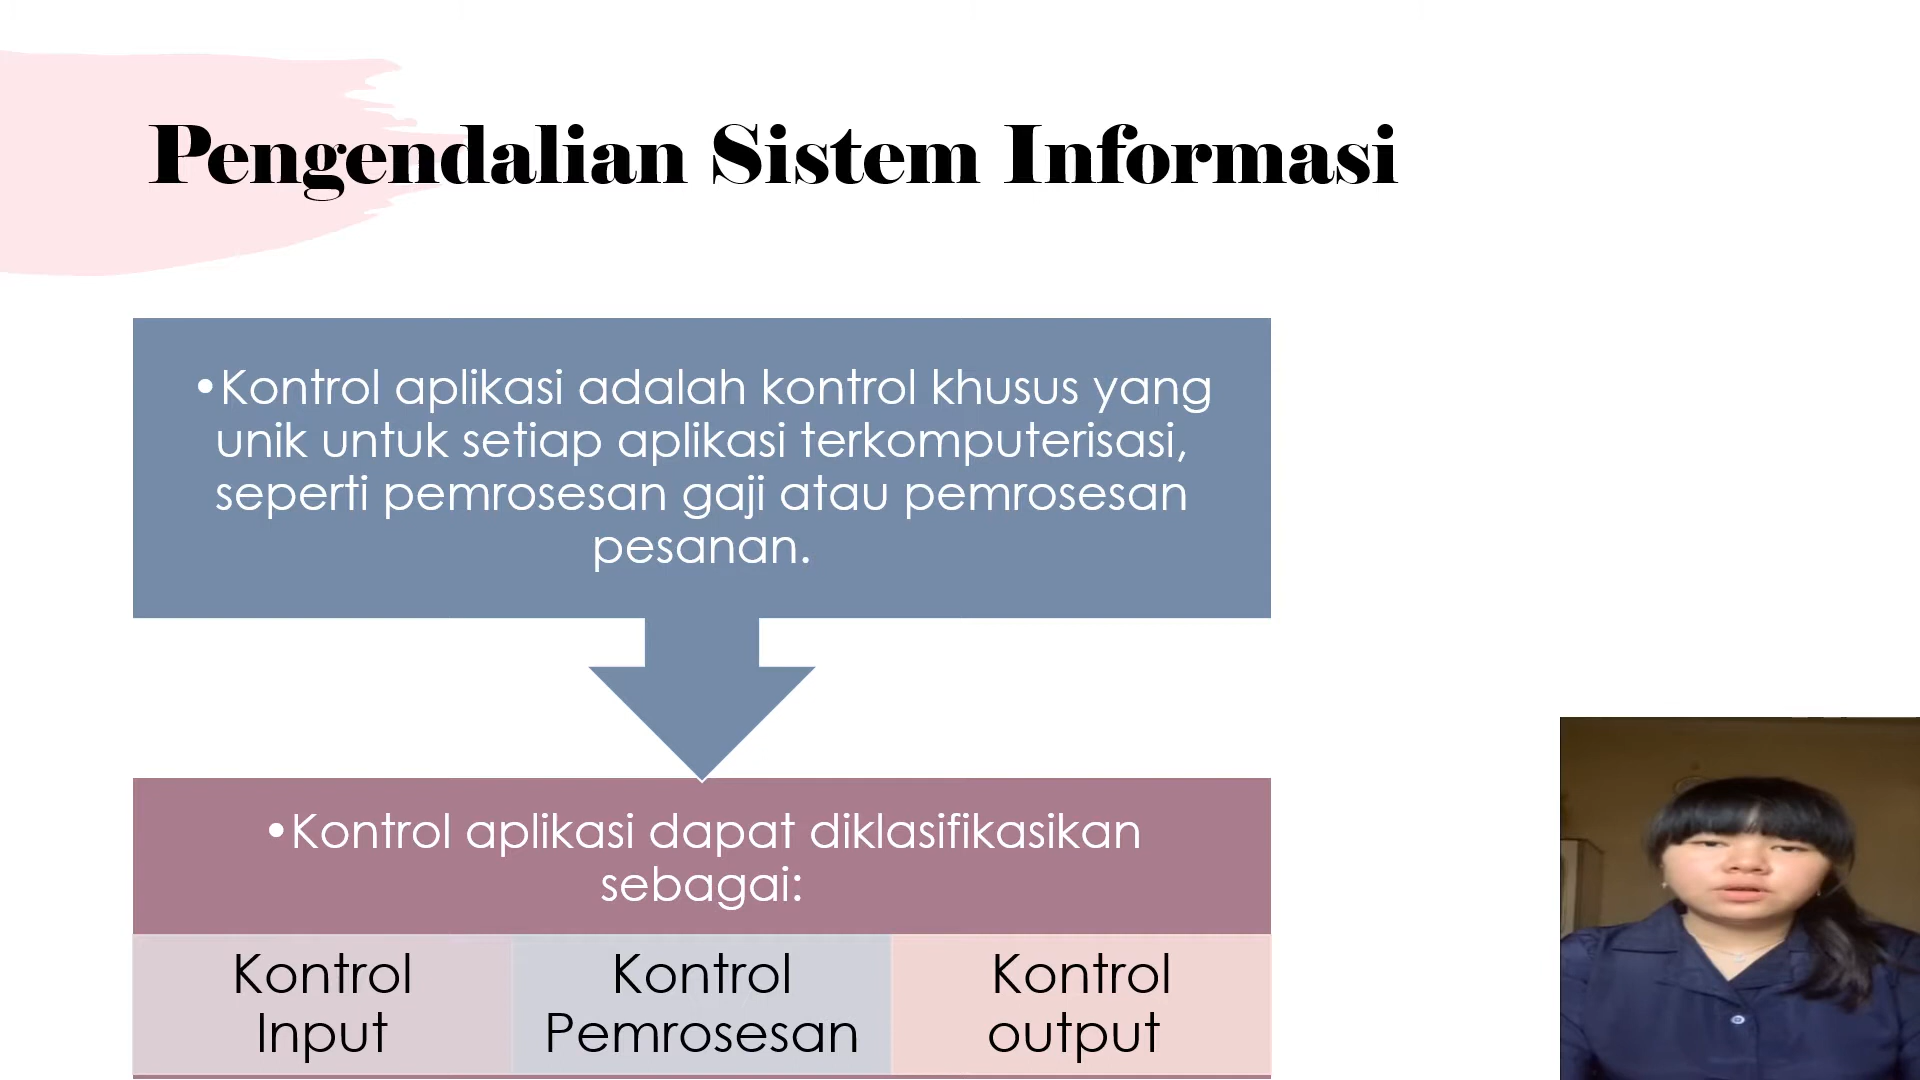 Pengendalian Sistem Informasi
•Kontrol aplikasi adalah kontrol khusus yang
unik untuk setiap aplikasi terkomputerisasi,
seperti pemrosesan gaji atau pemrosesan
pesanan.
•Kontrol aplikasi dapat diklasifikasikan
sebagai:
Kontrol
Input
Kontrol
Pemrosesan
Kontrol
output